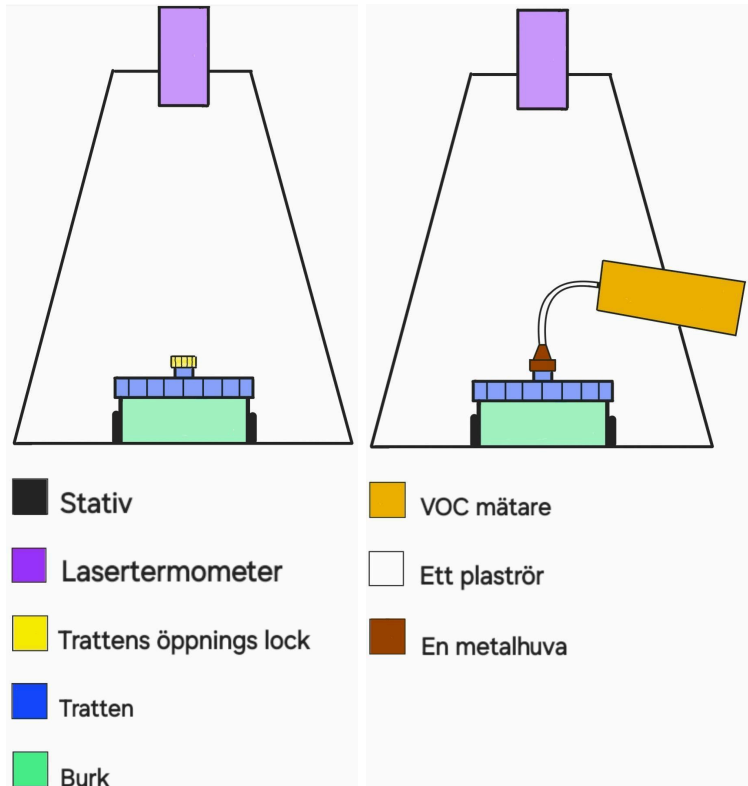 Stativ
Lasertermometer
Trattens öppnings lock
Tratten
Burk
VOC mätare
Ett plaströr
En metalhuva